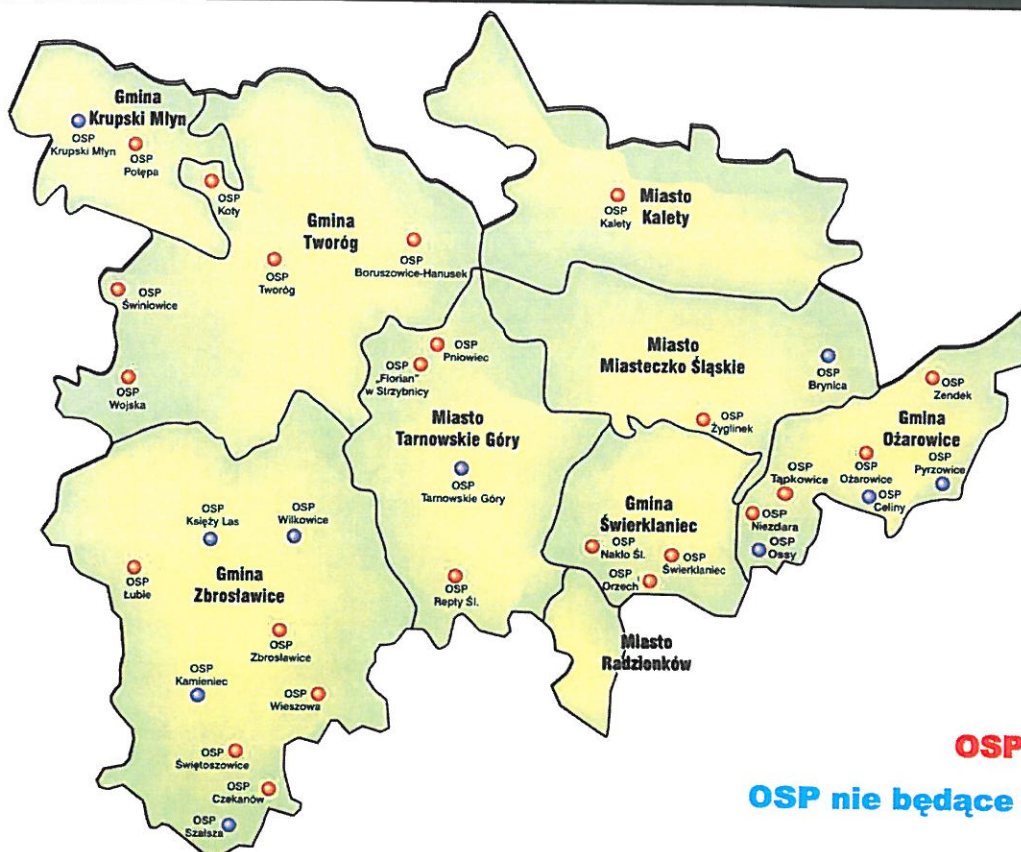 Gmina
Krupski Młyn
OSP
Krupski Młyn
OSP
Potępa
OSP
Koty
Gmina
Tworóg
OSP
Boruszowice-Hanusek
OSP
Tworóg
OSP
Świniowice
OSP
Wojska
Miasto
Kalety
OSP
Kalety
Miasto
Miasteczko Śląskie
OSP
Brynica
OSP
Żyglinek
OSP
Pniowiec
OSP
„Florian”
w Strzybnicy
Miasto
Tarnowskie Góry
OSP
Tarnowskie Góry
OSP
Repty Śl.
OSP
Zendek
Gmina
Ożarowice
OSP
Pyrzowice
OSP
Ożarowice
OSP
Celiny
OSP
Tąpkowice
OSP
Niezdara
OSP
Ossy
Gmina
Świerklaniec
OSP
Nakło Śl.
OSP
Świerklaniec
OSP
Orzech
Miasto
Radzionków
OSP
Księży Las
OSP
Wilkowice
OSP
Łubie
Gmina
Zbrosławice
OSP
Zbrosławice
OSP
Kamieniec
OSP
Wieszowa
OSP
Świętoszowice
OSP
Czekanów
OSP
Szałsza
OSP
OSP nie będące